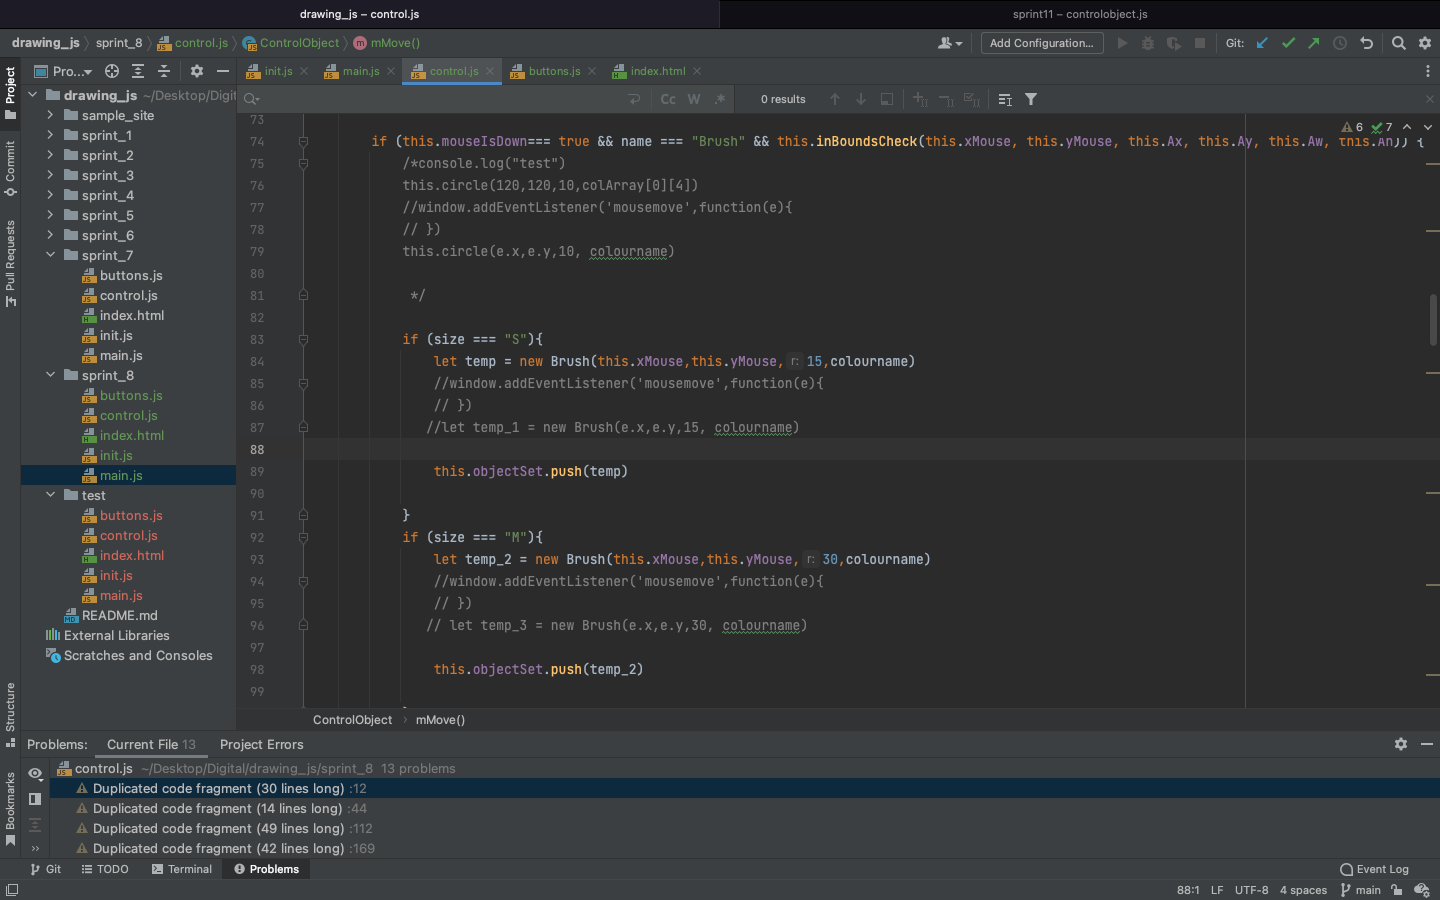 drawing_js – control.js
sprint11 – controlobject.js
drawing_js sprint_8 control.js ControlObject mMove()
Add Configuration... Git:
Project
Commit
Pull Requests
Structure
Bookmarks
Pro...
init.js main.js control.js buttons.js index.html
Cc W .* 0 results
drawing_js ~/Desktop/Digit
sample_site
sprint_1
sprint_2
sprint_3
sprint_4
sprint_5
sprint_6
sprint_7
buttons.js
control.js
index.html
init.js
main.js
sprint_8
buttons.js
control.js
index.html
init.js
main.js
test
buttons.js
control.js
index.html
init.js
main.js
README.md
External Libraries
Scratches and Consoles
6 7
73
74 if (this.mouseIsDown=== true && name === "Brush" && this.inBoundsCheck(this.xMouse, this.yMouse, this.Ax, this.Ay, this.Aw, this.Ah)) {
75 /*console.log("test")
76 this.circle(120,120,10,colArray[0][4])
77 //window.addEventListener('mousemove',function(e){
78 // })
79 this.circle(e.x,e.y,10, colourname)
80
81 */
82
83 if (size === "S"){
84 let temp = new Brush(this.xMouse,this.yMouse, r: 15,colourname)
85 //window.addEventListener('mousemove',function(e){
86 // })
87 //let temp_1 = new Brush(e.x,e.y,15, colourname)
88
89 this.objectSet.push(temp)
90
91 }
92 if (size === "M"){
93 let temp_2 = new Brush(this.xMouse,this.yMouse, r: 30,colourname)
94 //window.addEventListener('mousemove',function(e){
95 // })
96 // let temp_3 = new Brush(e.x,e.y,30, colourname)
97
98 this.objectSet.push(temp_2)
99
ControlObject mMove()
Problems: Current File 13 Project Errors
control.js ~/Desktop/Digital/drawing_js/sprint_8 13 problems
Duplicated code fragment (30 lines long) :12
Duplicated code fragment (14 lines long) :44
Duplicated code fragment (49 lines long) :112
Duplicated code fragment (42 lines long) :169
Git TODO Terminal Problems Event Log
88:1 LF UTF-8 4 spaces main